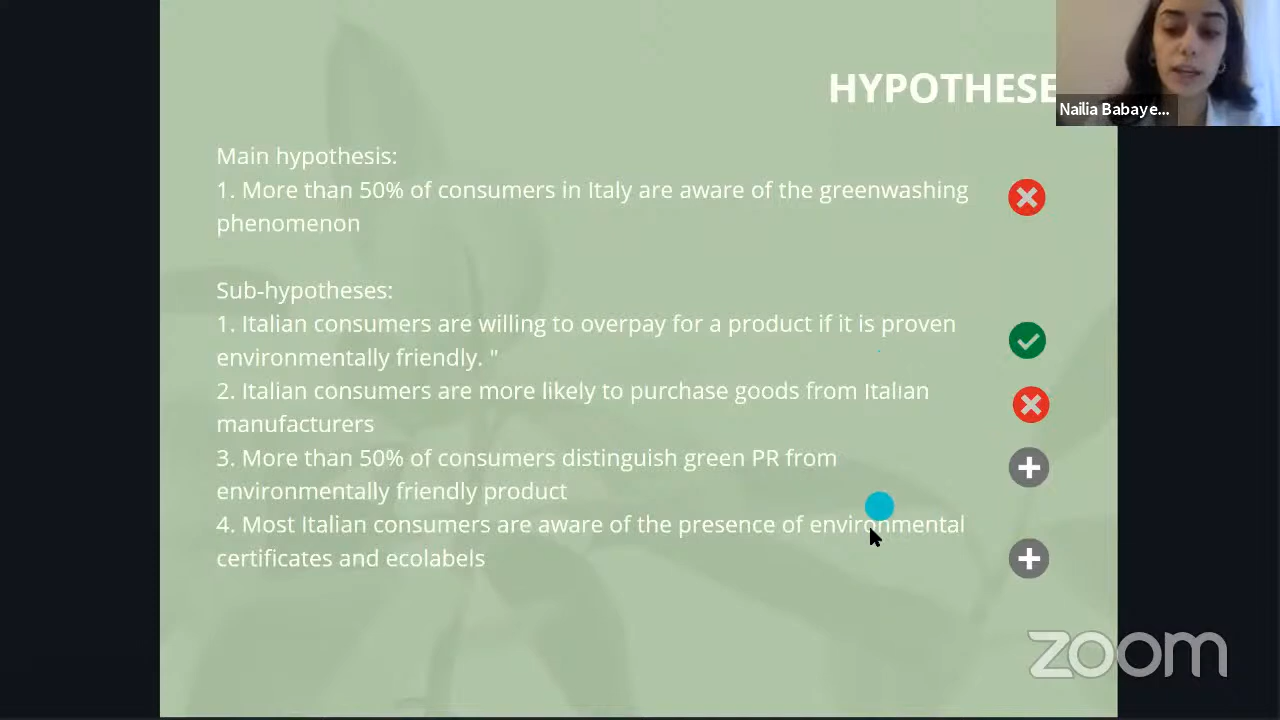 HYPOTHESE
Nailia Babaye...
Main hypothesis:
1. More than 50% of consumers in Italy are aware of the greenwashing
phenomenon
Sub-hypotheses:
1. Italian consumers are willing to overpay for a product if it is proven
environmentally friendly. "
2. Italian consumers are more likely to purchase goods from Italian
manufacturers
3. More than 50% of consumers distinguish green PR from
environmentally friendly product
4. Most Italian consumers are aware of the presence of environmental
certificates and ecolabels
zoom